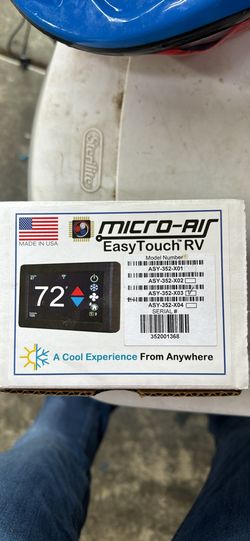 Sterilite
MADE IN USA
MICRO-AIR
EasyTouch™ RV
Model Number
ASY-352-X01
ASY-352-X02
ASY-352-X03
ASY-352-X04
SERIAL #
352001368
72°
A Cool Experience From Anywhere